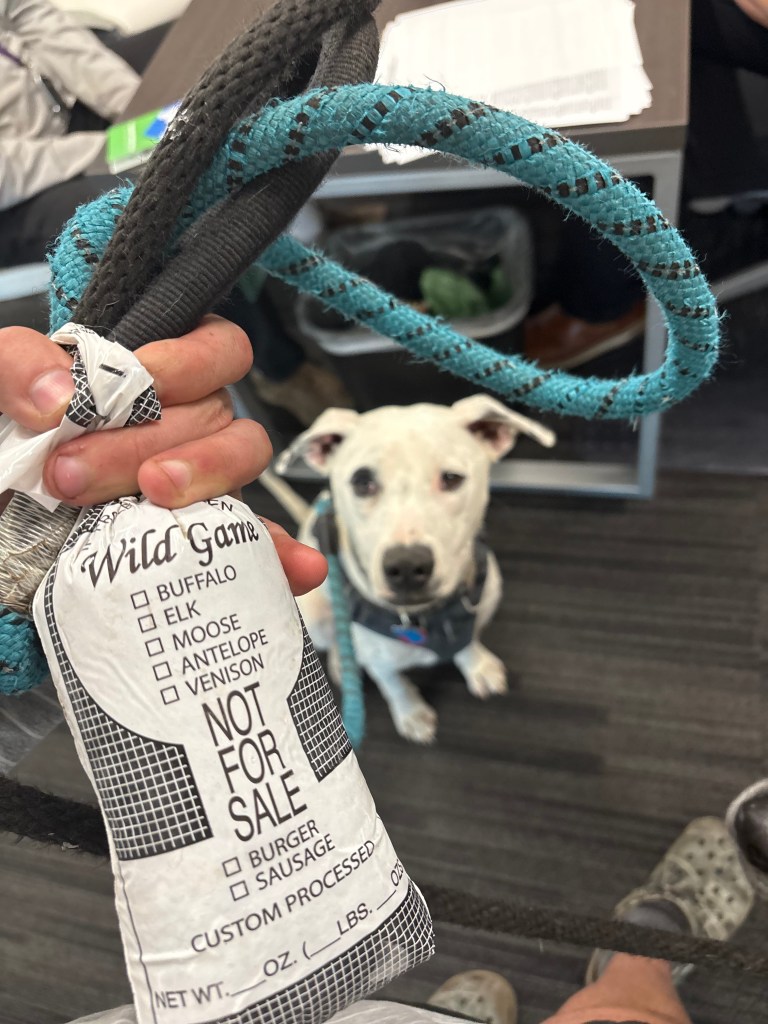 Wild Game
☐ BUFFALO
☐ ELK
☐ MOOSE
☐ ANTELOPE
☐ VENISON
NOT
FOR
SALE
☐ BURGER
☐ SAUSAGE
CUSTOM PROCESSED
NET WT.___OZ. (___LBS. ___OZ